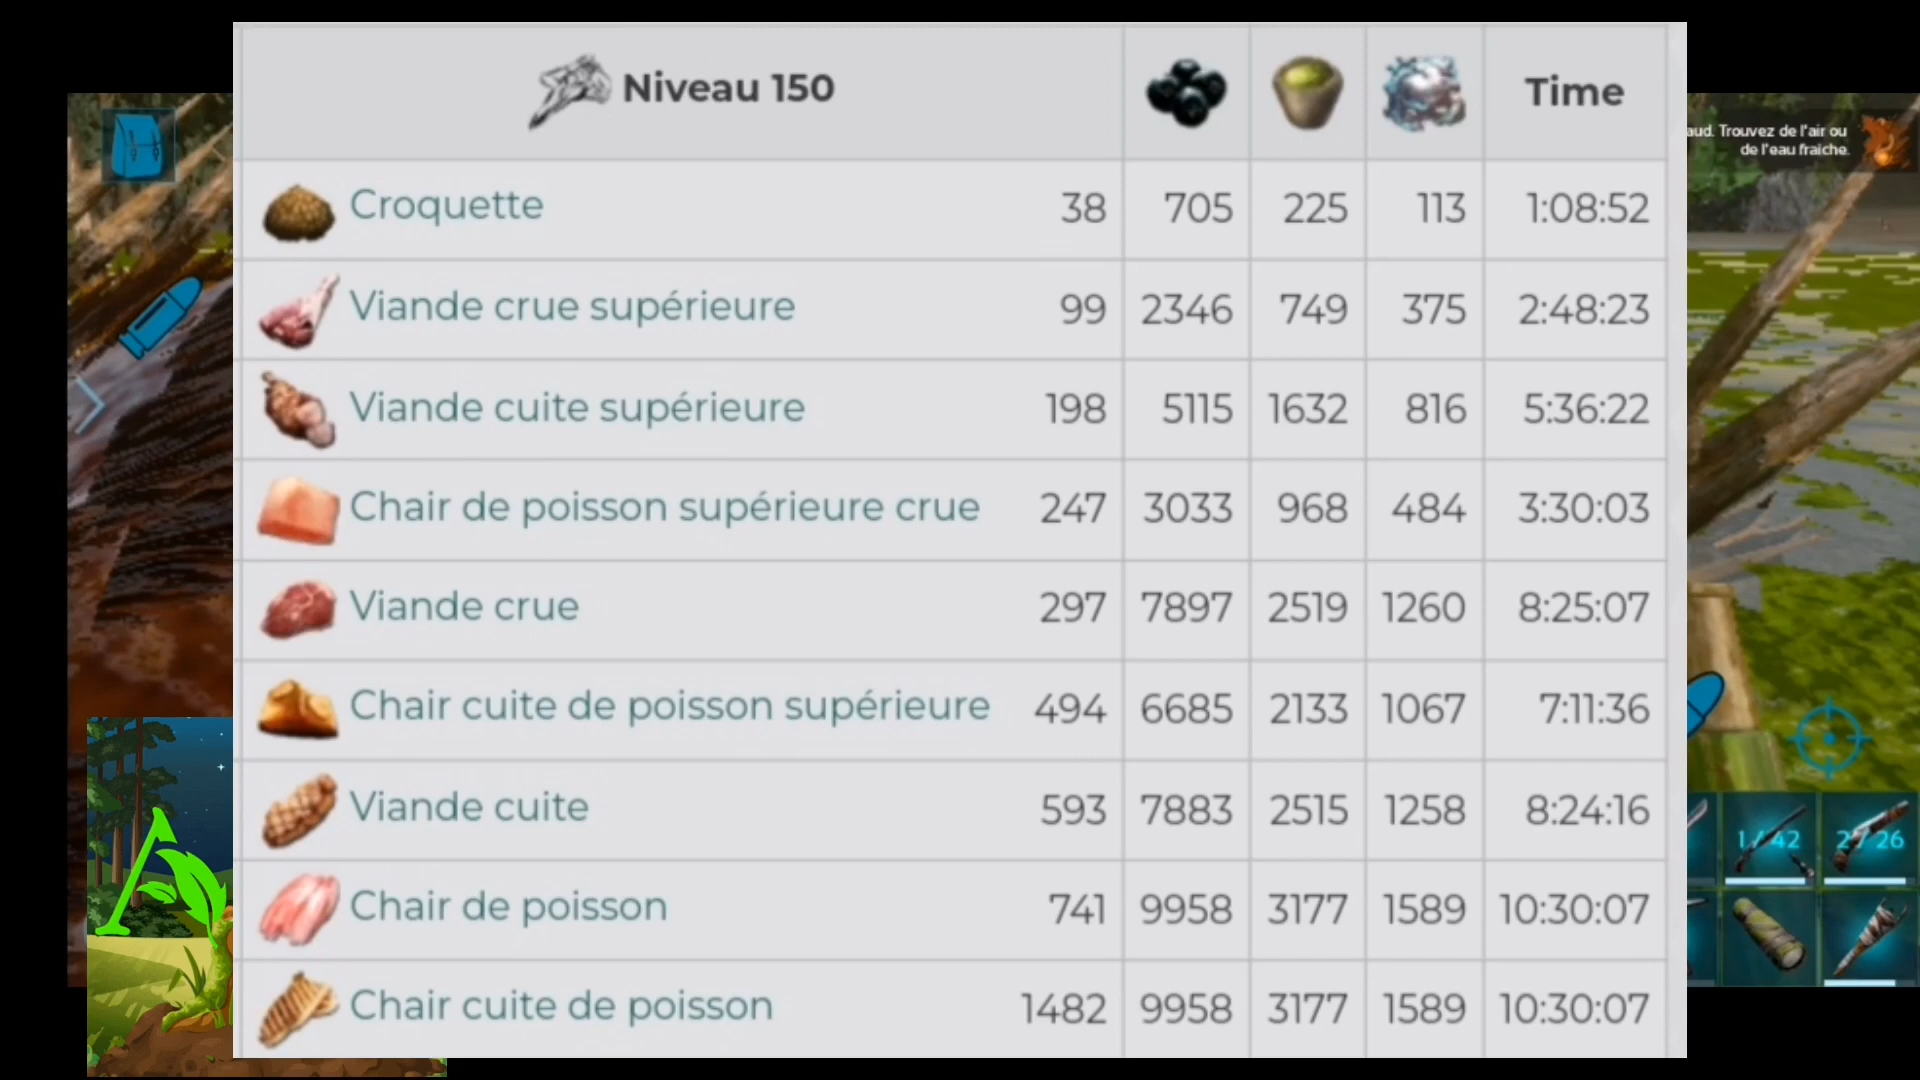 Niveau 150 Time
Croquette 38 705 225 113 1:08:52
Viande crue supérieure 99 2346 749 375 2:48:23
Viande cuite supérieure 198 5115 1632 816 5:36:22
Chair de poisson supérieure crue 247 3033 968 484 3:30:03
Viande crue 297 7897 2519 1260 8:25:07
Chair cuite de poisson supérieure 494 6685 2133 1067 7:11:36
Viande cuite 593 7883 2515 1258 8:24:16
Chair de poisson 741 9958 3177 1589 10:30:07
Chair cuite de poisson 1482 9958 3177 1589 10:30:07
aud. Trouvez de l'air ou
de l'eau fraiche.
1/42
A